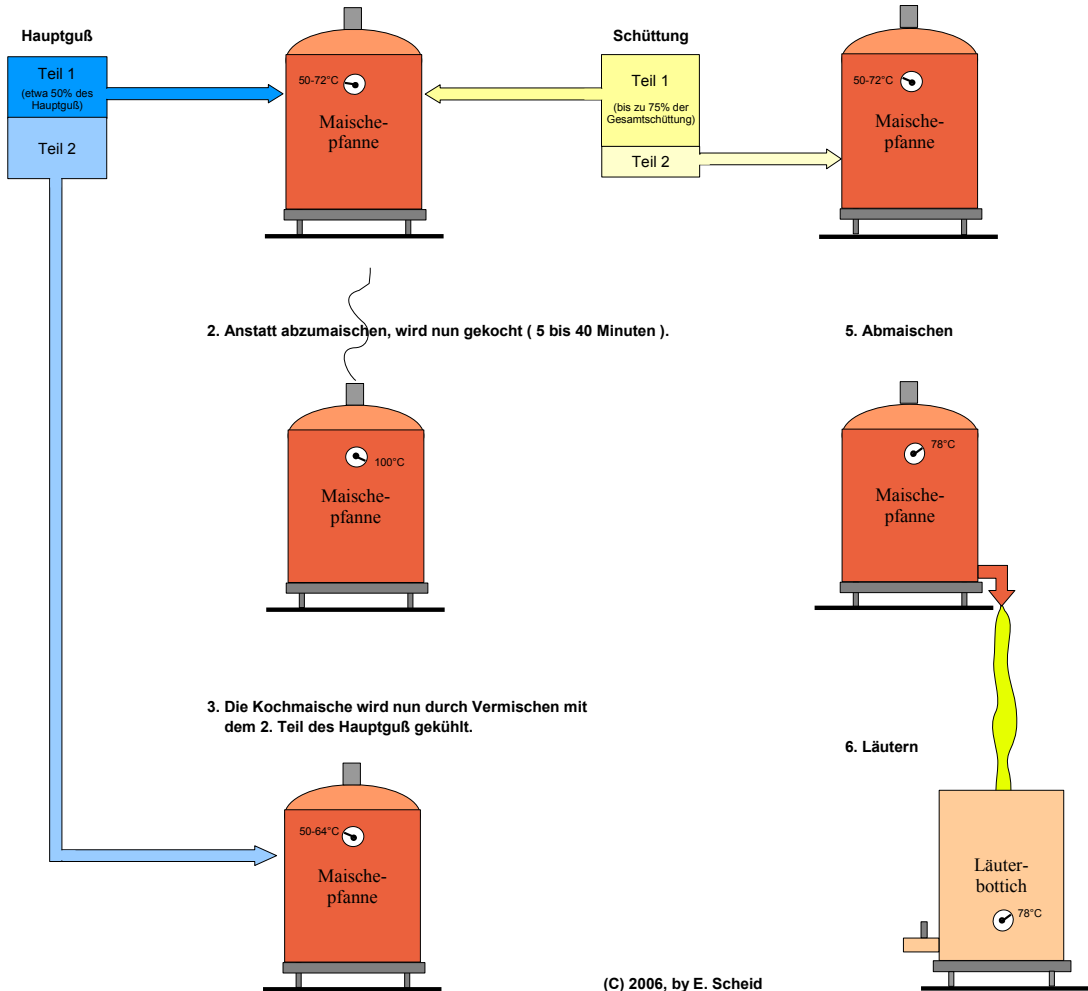 Hauptguß
Teil 1
(etwa 50% des
Hauptguß)
Teil 2
50-72°C
Maische-
pfanne
Schüttung
Teil 1
(bis zu 75% der
Gesamtschüttung)
Teil 2
50-72°C
Maische-
pfanne
2. Anstatt abzumaischen, wird nun gekocht ( 5 bis 40 Minuten ).
100°C
Maische-
pfanne
3. Die Kochmaische wird nun durch Vermischen mit
dem 2. Teil des Hauptguß gekühlt.
50-64°C
Maische-
pfanne
5. Abmaischen
78°C
Maische-
pfanne
6. Läutern
Läuter-
bottich
78°C
(C) 2006, by E. Scheid